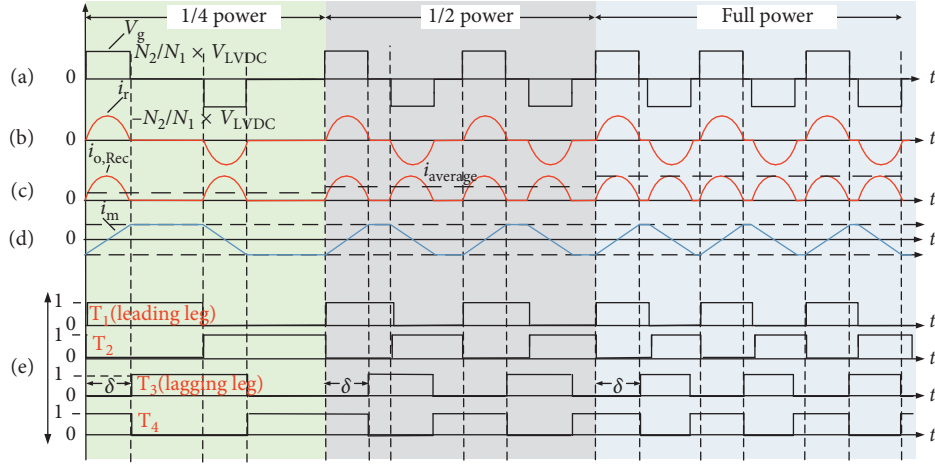 1/4 power
1/2 power
Full power
V_g
N_2/N_1 × V_LVDC
(a)
0
t
i_r
−N_2/N_1 × V_LVDC
(b)
0
t
i_o,Rec
i_average
(c)
0
t
i_m
(d)
0
t
(e)
1
0
T_1(leading leg)
t
1
0
T_2
t
1
0
δ
T_3(lagging leg)
δ
δ
t
1
0
T_4
t